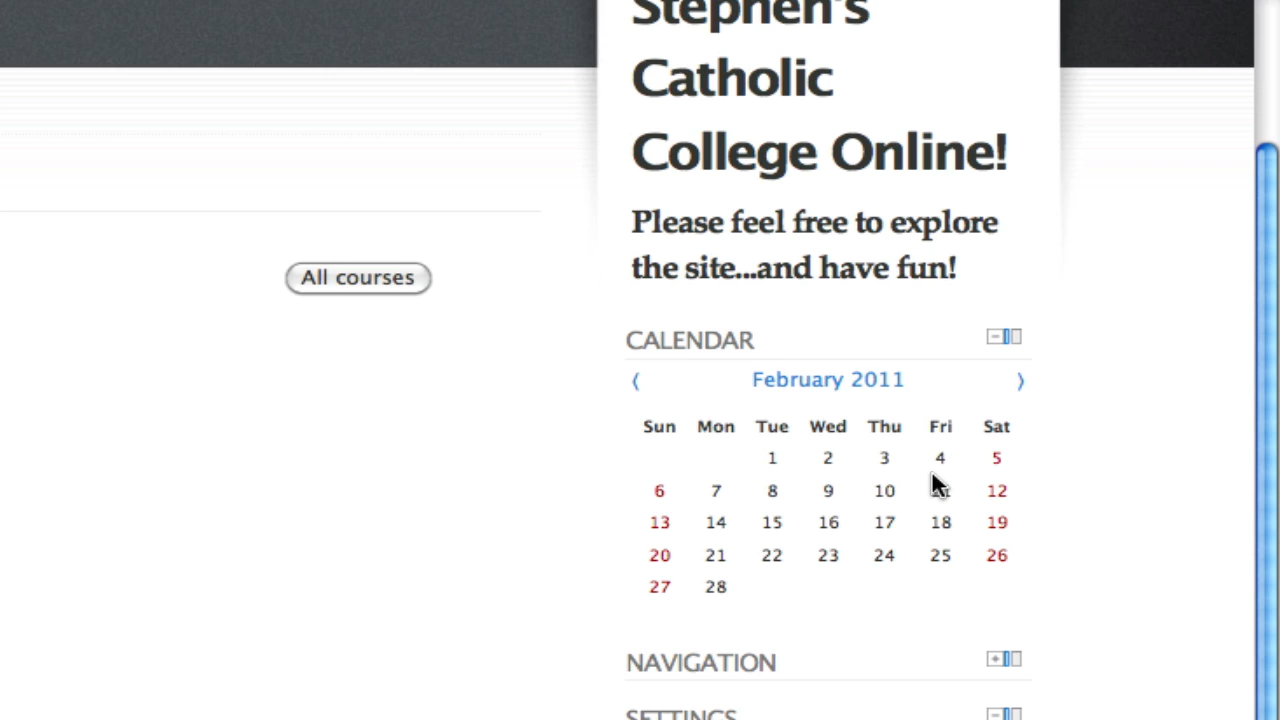 Stephen's
Catholic
College Online!
Please feel free to explore
the site...and have fun!
All courses
CALENDAR
February 2011
Sun Mon Tue Wed Thu Fri Sat
1 2 3 4 5
6 7 8 9 10 12
13 14 15 16 17 18 19
20 21 22 23 24 25 26
27 28
NAVIGATION
SETTINGS